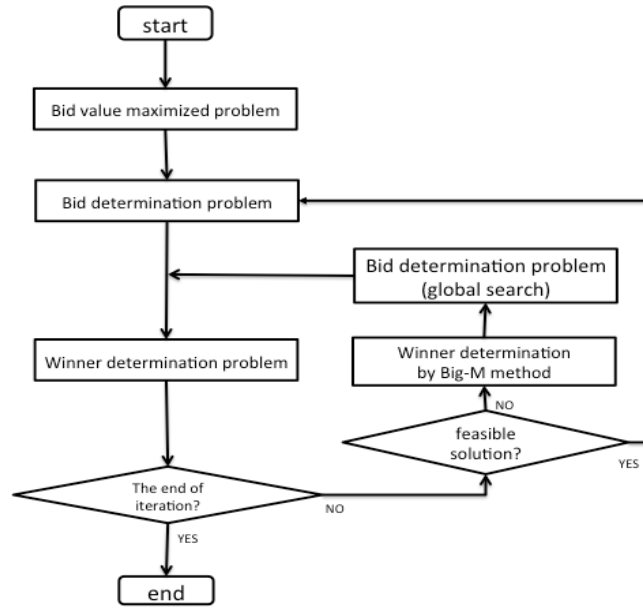 start
Bid value maximized problem
Bid determination problem
Bid determination problem
(global search)
Winner determination problem
Winner determination
by Big-M method
NO
feasible
solution?
YES
The end of
iteration?
NO
YES
end